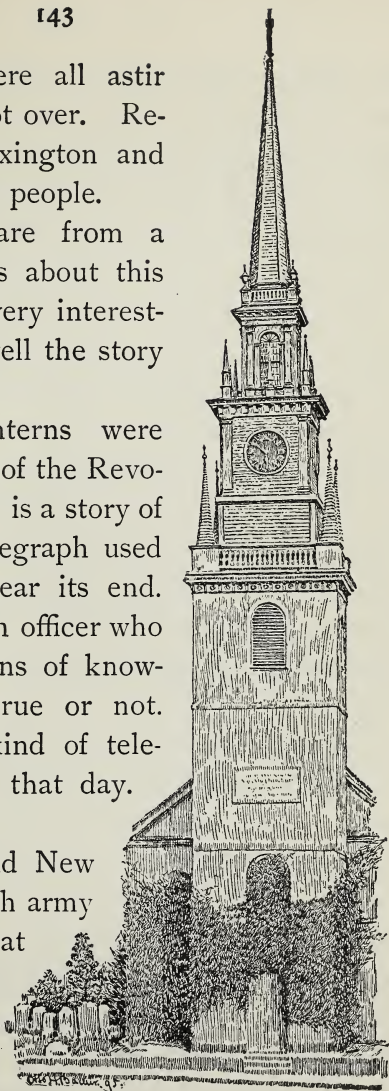 143
ere all astir
ot over. Re-
xington and
people.
are from a
s about this
very interest-
ell the story
nterns were
of the Revo-
is a story of
egraph used
ear its end.
n officer who
ns of know-
rue or not.
kind of tele-
that day.
d New
h army
at